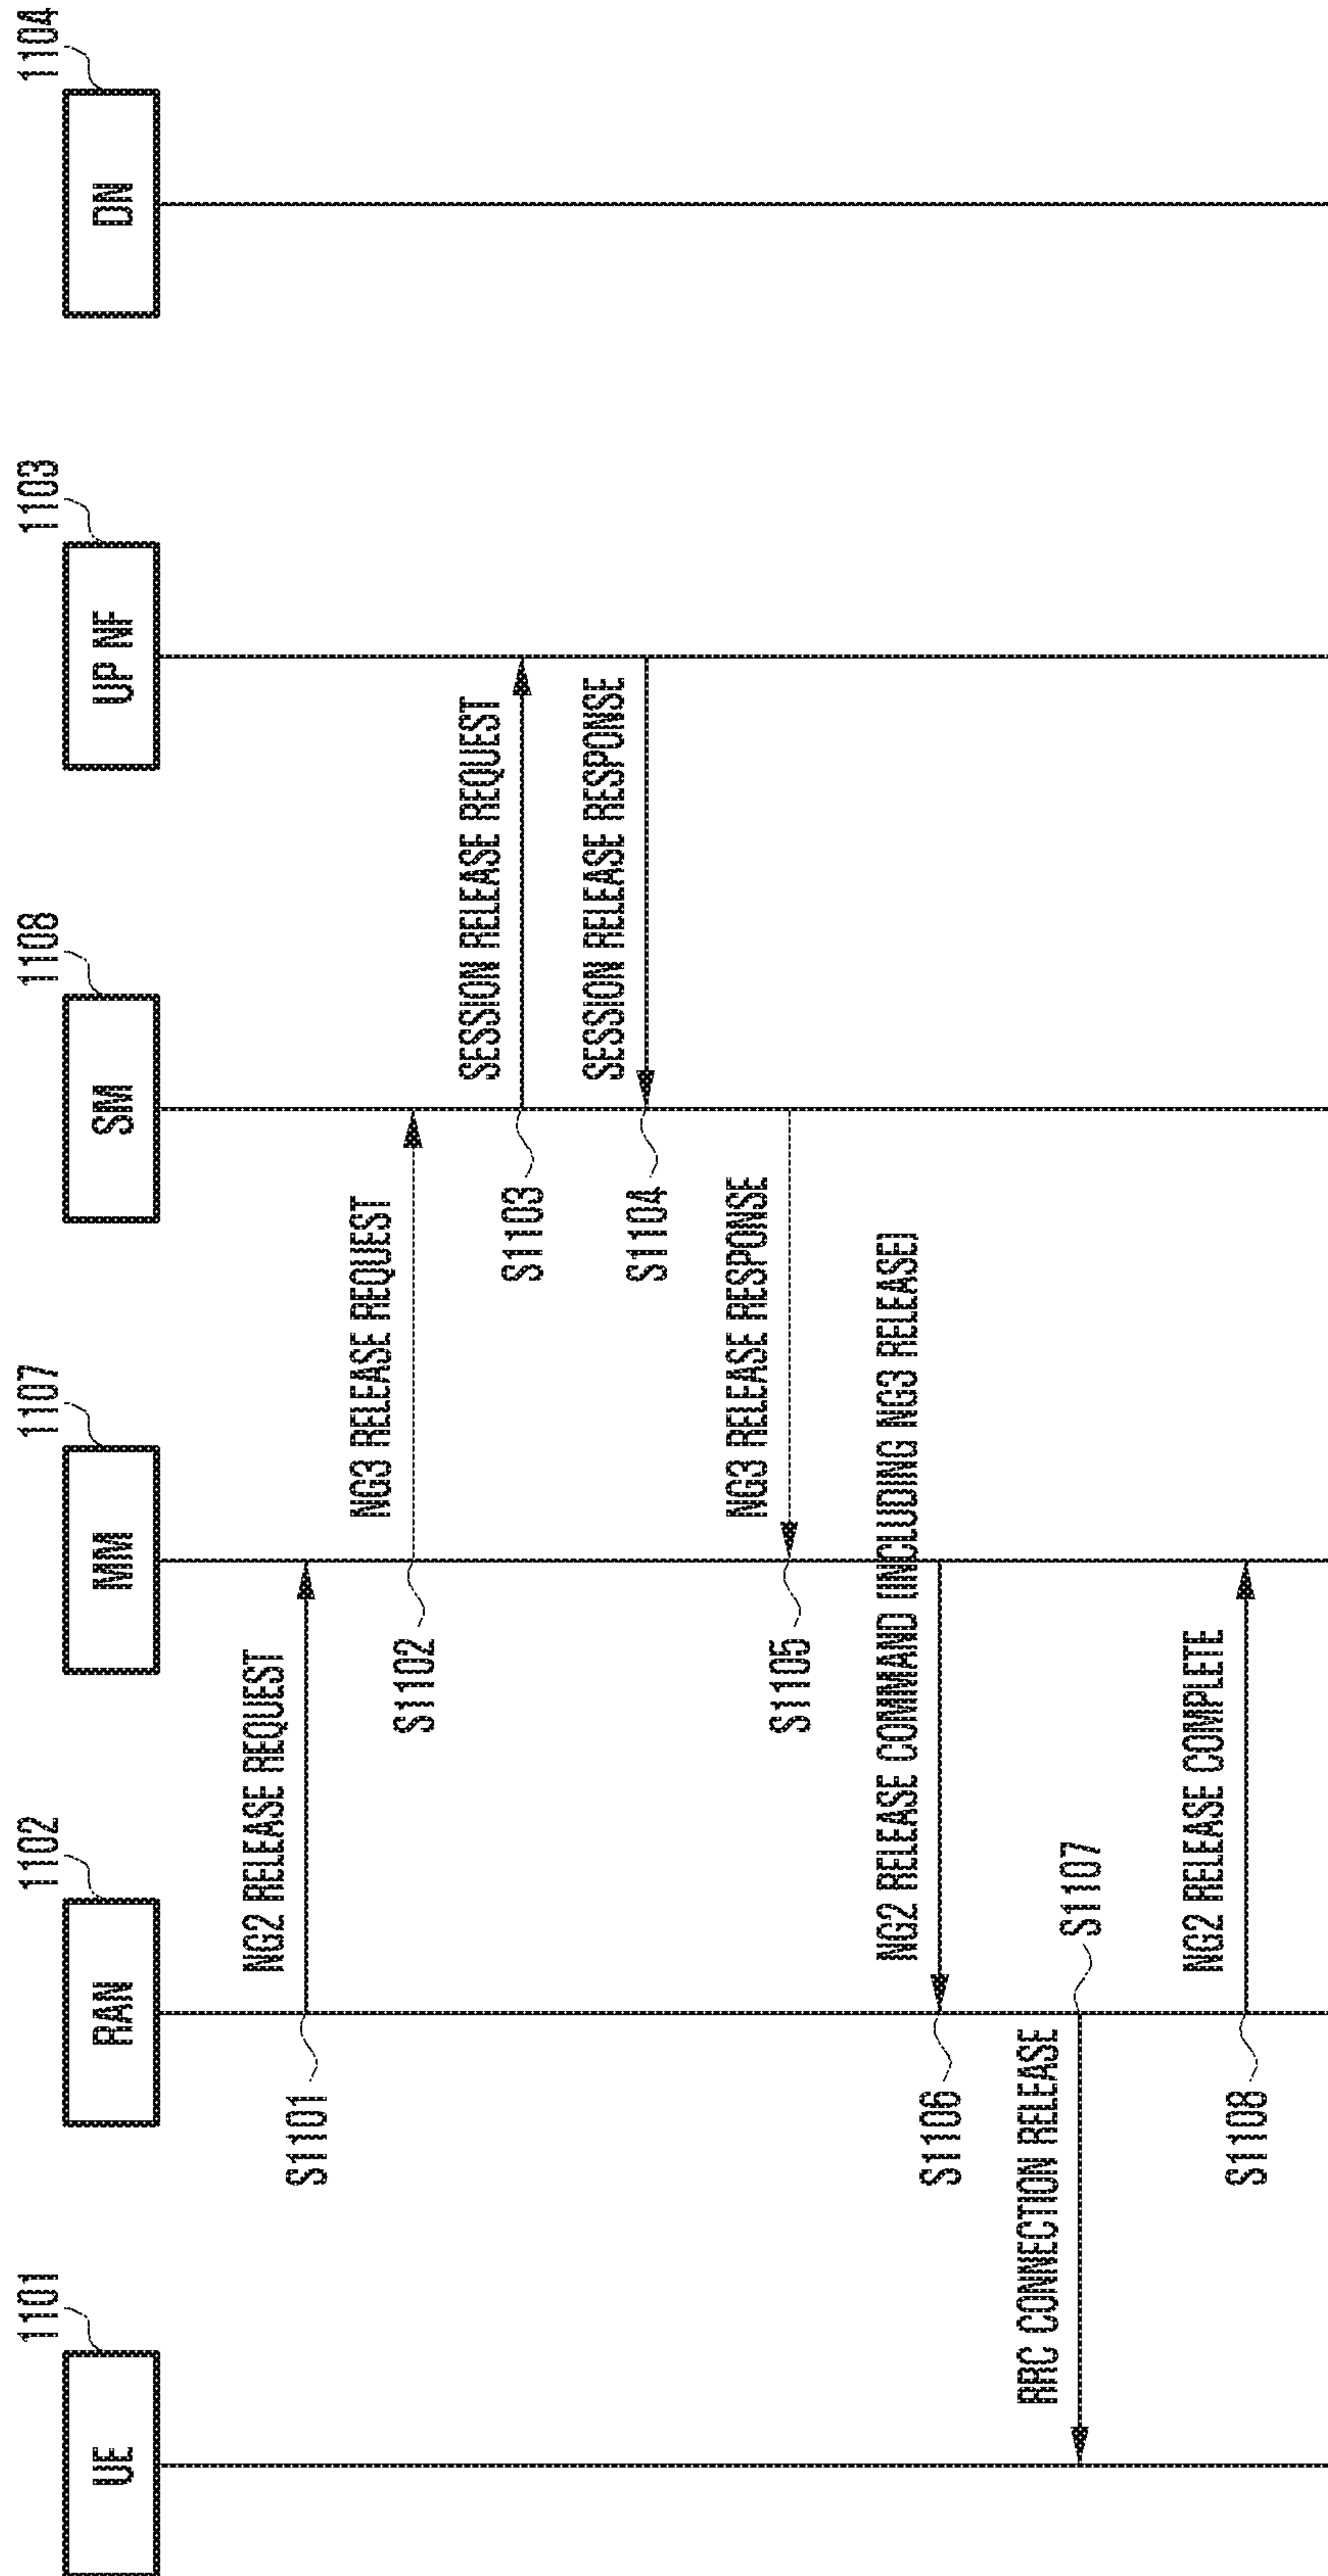 1101
UE
1102
RAN
1107
MM
1108
SM
1103
UP NF
1104
DN
NG2 RELEASE REQUEST
S1101
NG3 RELEASE REQUEST
S1102
SESSION RELEASE REQUEST
S1103
SESSION RELEASE RESPONSE
S1104
NG3 RELEASE RESPONSE
S1105
NG2 RELEASE COMMAND (INCLUDING NG3 RELEASE)
S1106
RRC CONNECTION RELEASE
S1107
NG2 RELEASE COMPLETE
S1108